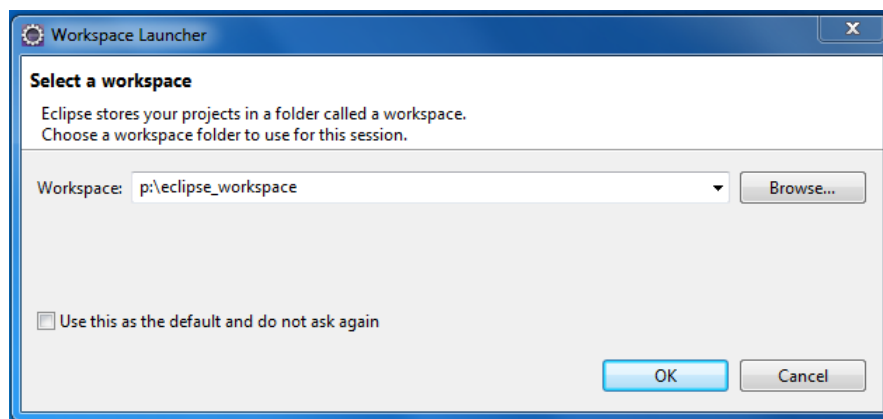 Workspace Launcher
x
Select a workspace
Eclipse stores your projects in a folder called a workspace.
Choose a workspace folder to use for this session.
Workspace: p:\eclipse_workspace Browse...
Use this as the default and do not ask again
OK Cancel